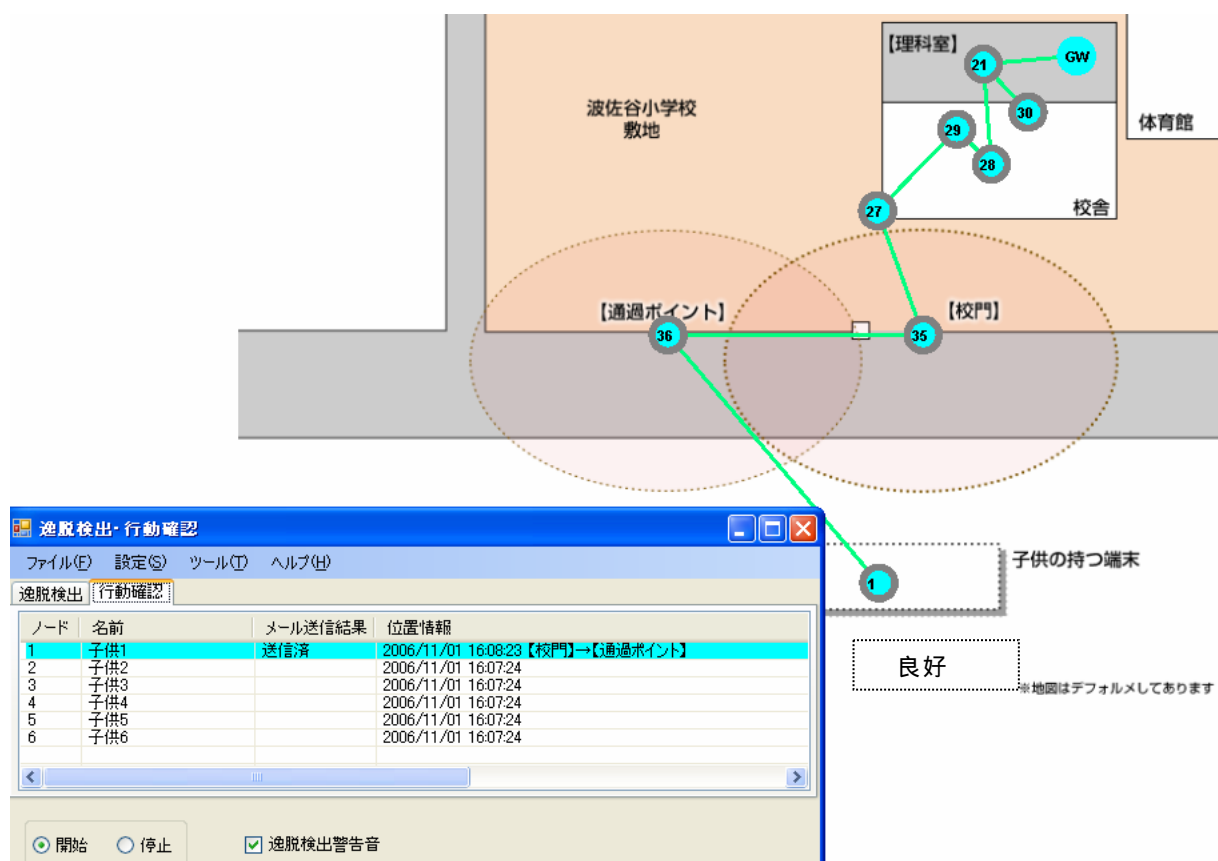 【理科室】
GW
21
30
29
28
27
校舎
体育館
波佐谷小学校
敷地
【通過ポイント】
【校門】
36
35
1
子供の持つ端末
良好
※地図はデフォルメしてあります
逸脱検出・行動確認
ファイル(F) 設定(S) ツール(T) ヘルプ(H)
逸脱検出 行動確認
ノード 名前 メール送信結果 位置情報
1 子供1 送信済 2006/11/01 16:08:23 【校門】→【通過ポイント】
2 子供2 2006/11/01 16:07:24
3 子供3 2006/11/01 16:07:24
4 子供4 2006/11/01 16:07:24
5 子供5 2006/11/01 16:07:24
6 子供6 2006/11/01 16:07:24
開始 停止 逸脱検出警告音